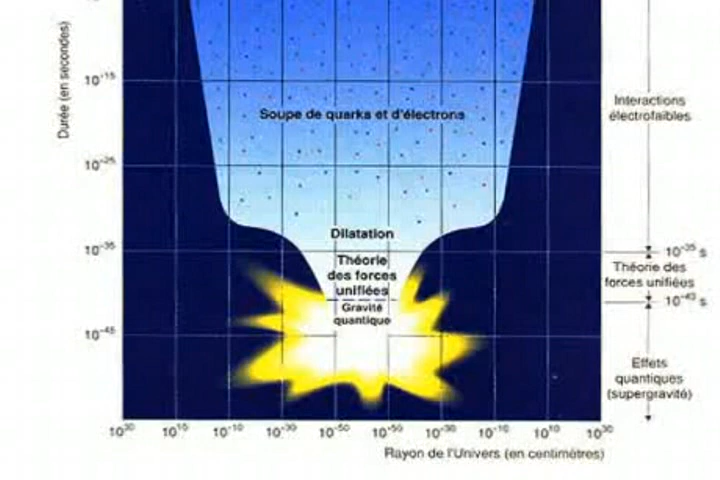 Durée (en secondes)
10⁻¹⁵
10⁻²⁵
10⁻³⁵
10⁻⁴⁵
Soupe de quarks et d'électrons
Dilatation
Théorie
des forces
unifiées
Gravité
quantique
Interactions
électrofaibles
10⁻³⁵ s
Théorie des
forces unifiées
10⁻⁴³ s
Effets
quantiques
(supergravité)
10³⁰ 10¹⁵ 10⁻¹⁰ 10⁻³⁰ 10⁻⁵⁰ 10⁻⁵⁰ 10⁻³⁰ 10⁻¹⁰ 10¹⁰ 10³⁰
Rayon de l'Univers (en centimètres)